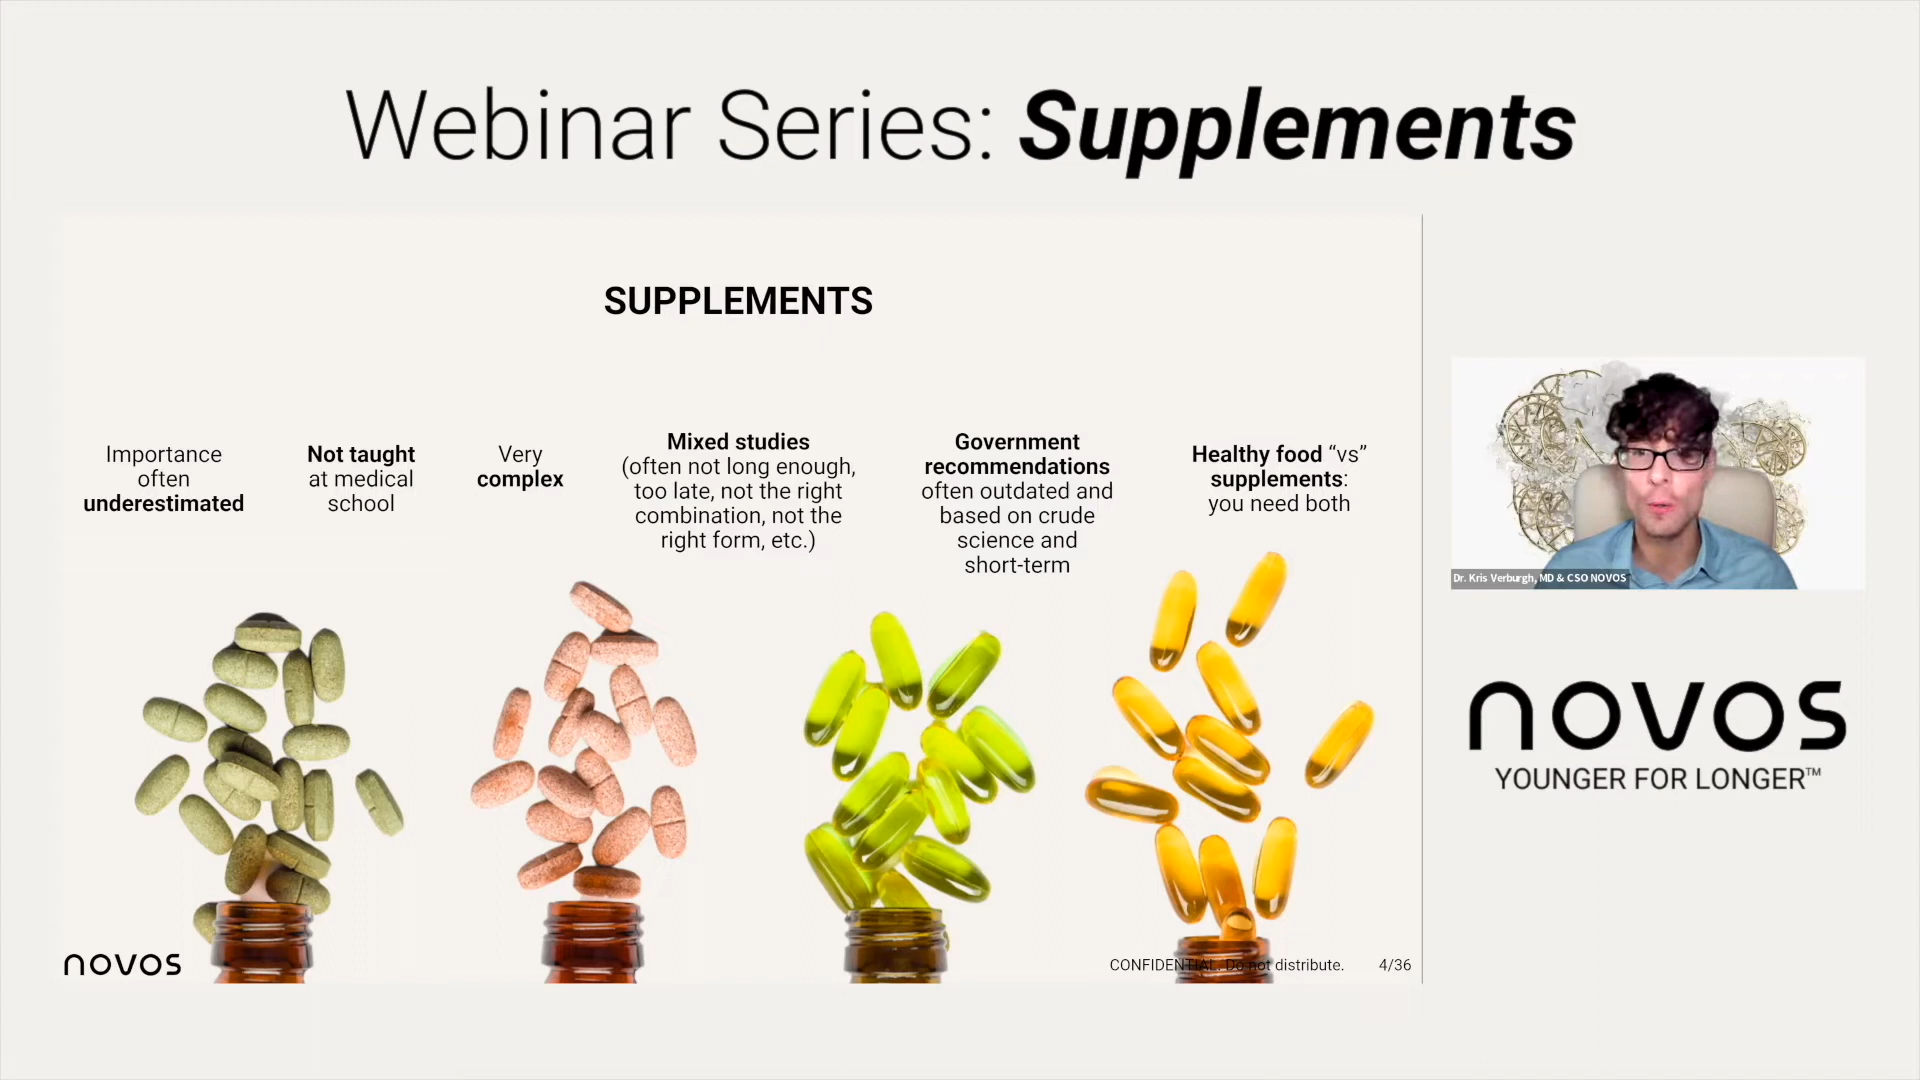 Webinar Series: Supplements
SUPPLEMENTS
Importance
often
underestimated
Not taught
at medical
school
Very
complex
Mixed studies
(often not long enough,
too late, not the right
combination, not the
right form, etc.)
Government
recommendations
often outdated and
based on crude
science and
short-term
Healthy food “vs”
supplements:
you need both
Dr. Kris Verburgh, MD & CSO NOVOS
novos
YOUNGER FOR LONGER™
novos
CONFIDENTIAL. Do not distribute.
4/36